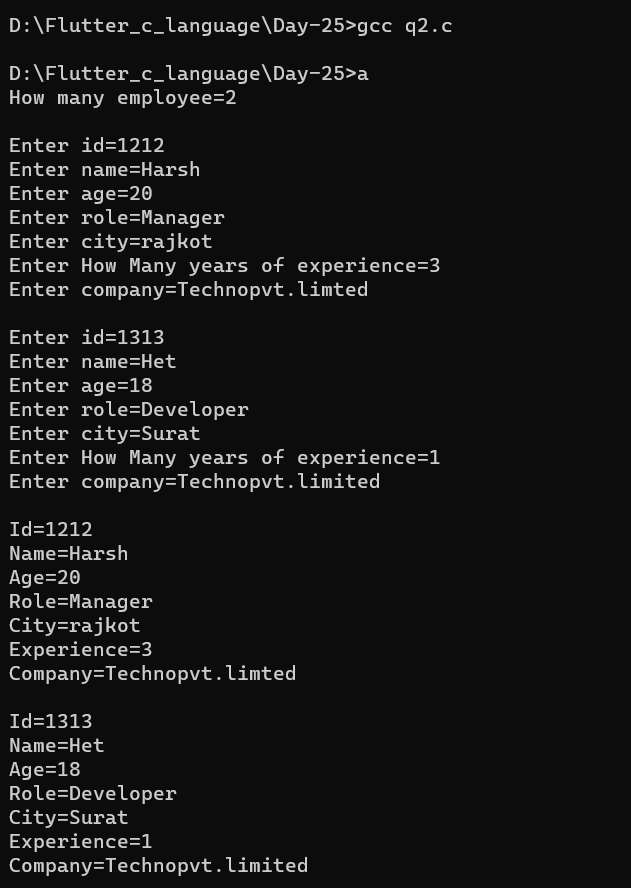 D:\Flutter_c_language\Day-25>gcc q2.c
D:\Flutter_c_language\Day-25>a
How many employee=2
Enter id=1212
Enter name=Harsh
Enter age=20
Enter role=Manager
Enter city=rajkot
Enter How Many years of experience=3
Enter company=Technopvt.limted
Enter id=1313
Enter name=Het
Enter age=18
Enter role=Developer
Enter city=Surat
Enter How Many years of experience=1
Enter company=Technopvt.limited
Id=1212
Name=Harsh
Age=20
Role=Manager
City=rajkot
Experience=3
Company=Technopvt.limted
Id=1313
Name=Het
Age=18
Role=Developer
City=Surat
Experience=1
Company=Technopvt.limited